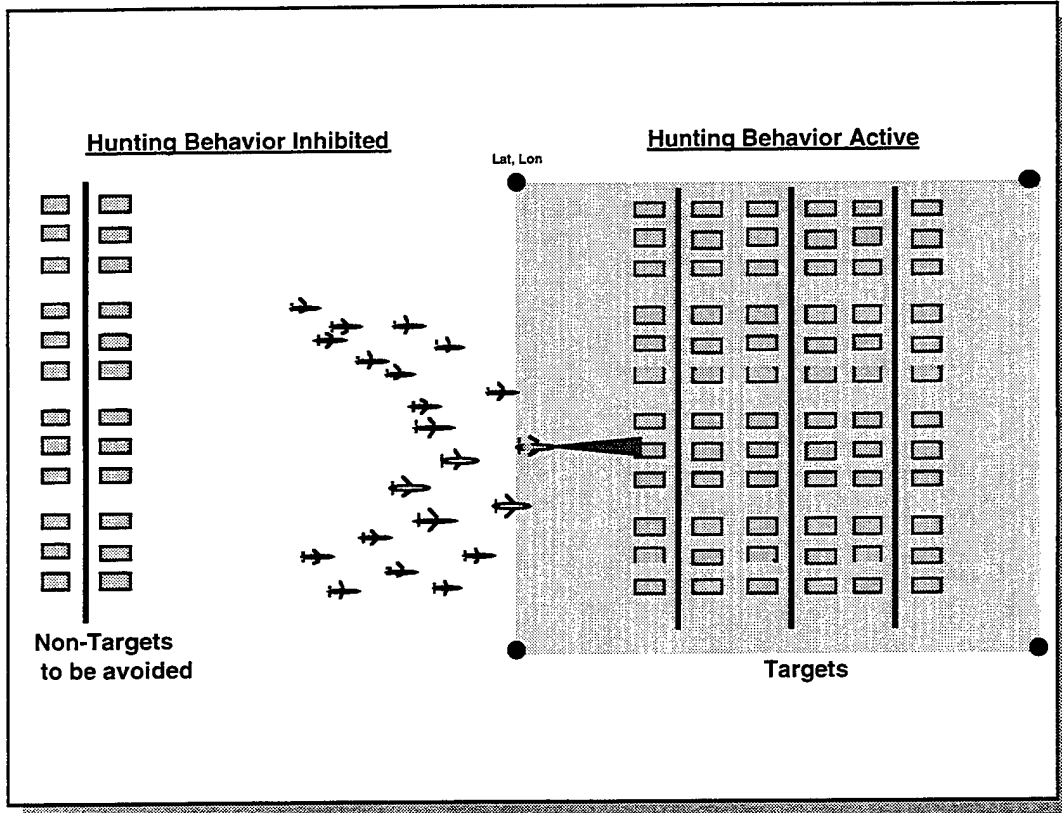 Hunting Behavior Inhibited
Hunting Behavior Active
Lat, Lon
Non-Targets
to be avoided
Targets